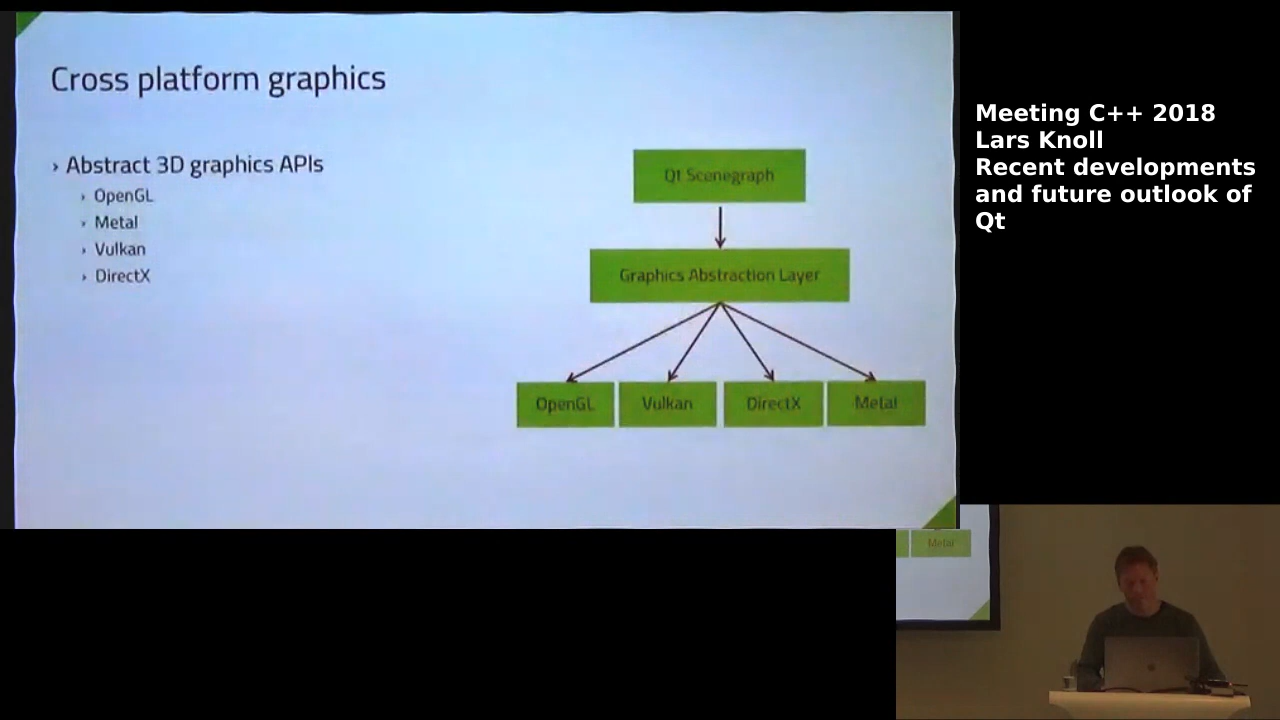 Cross platform graphics
› Abstract 3D graphics APIs
› OpenGL
› Metal
› Vulkan
› DirectX
Qt Scenegraph
Graphics Abstraction Layer
OpenGL
Vulkan
DirectX
Metal
Meeting C++ 2018
Lars Knoll
Recent developments
and future outlook of
Qt
Metal